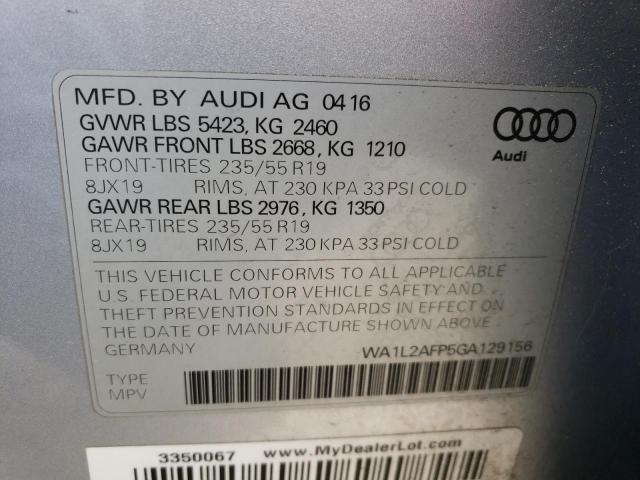 MFD. BY AUDI AG 04 16
GVWR LBS 5423, KG 2460
GAWR FRONT LBS 2668, KG 1210
FRONT-TIRES 235/55 R19
8JX19 RIMS, AT 230 KPA 33 PSI COLD
GAWR REAR LBS 2976, KG 1350
REAR-TIRES 235/55 R19
8JX19 RIMS, AT 230 KPA 33 PSI COLD
Audi
THIS VEHICLE CONFORMS TO ALL APPLICABLE
U.S. FEDERAL MOTOR VEHICLE SAFETY AND
THEFT PREVENTION STANDARDS IN EFFECT ON
THE DATE OF MANUFACTURE SHOWN ABOVE.
GERMANY WA1L2AFP5GA129156
TYPE
MPV
3350067 www.MyDealerLot.com